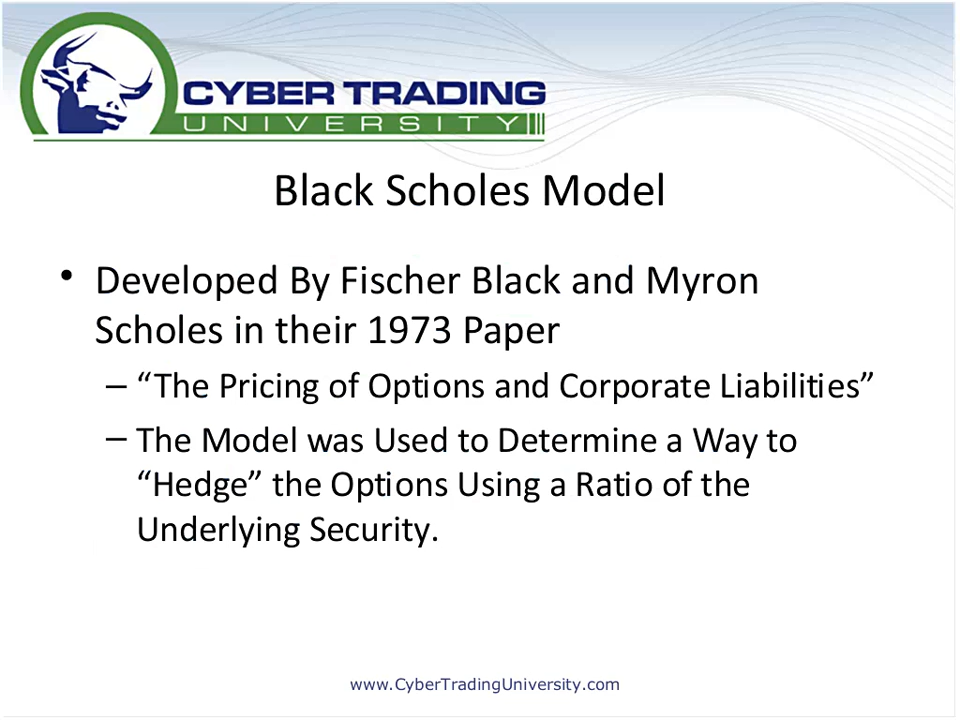 CYBER TRADING
UNIVERSITY
Black Scholes Model
• Developed By Fischer Black and Myron
Scholes in their 1973 Paper
– “The Pricing of Options and Corporate Liabilities”
– The Model was Used to Determine a Way to
“Hedge” the Options Using a Ratio of the
Underlying Security.
www.CyberTradingUniversity.com